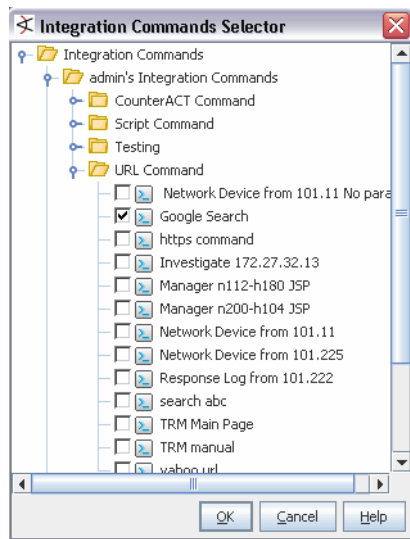 Integration Commands Selector
Integration Commands
admin's Integration Commands
CounterACT Command
Script Command
Testing
URL Command
Network Device from 101.11 No para
Google Search
https command
Investigate 172.27.32.13
Manager n112-h180 JSP
Manager n200-h104 JSP
Network Device from 101.11
Network Device from 101.225
Response Log from 101.222
search abc
TRM Main Page
TRM manual
yahoo url
OK Cancel Help